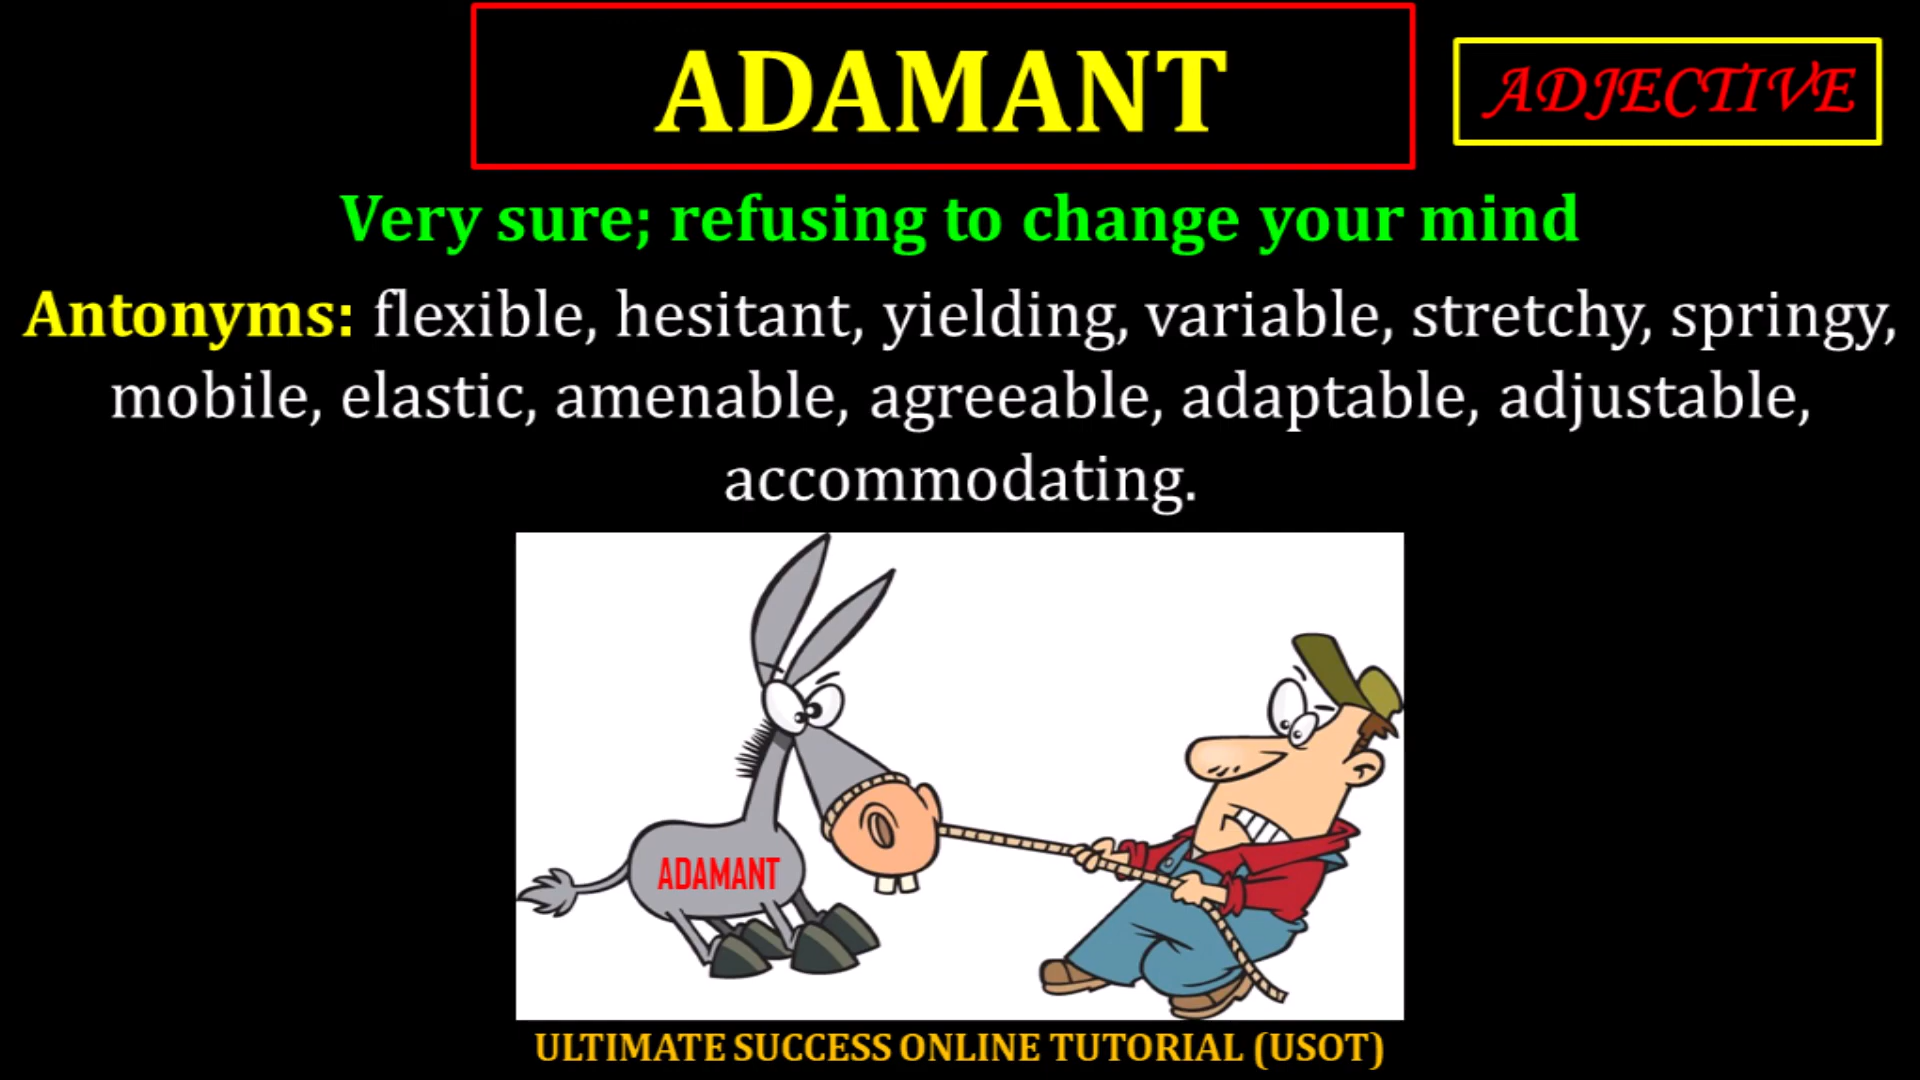 ADAMANT
ADJECTIVE
Very sure; refusing to change your mind
Antonyms: flexible, hesitant, yielding, variable, stretchy, springy,
mobile, elastic, amenable, agreeable, adaptable, adjustable,
accommodating.
ADAMANT
ULTIMATE SUCCESS ONLINE TUTORIAL (USOT)